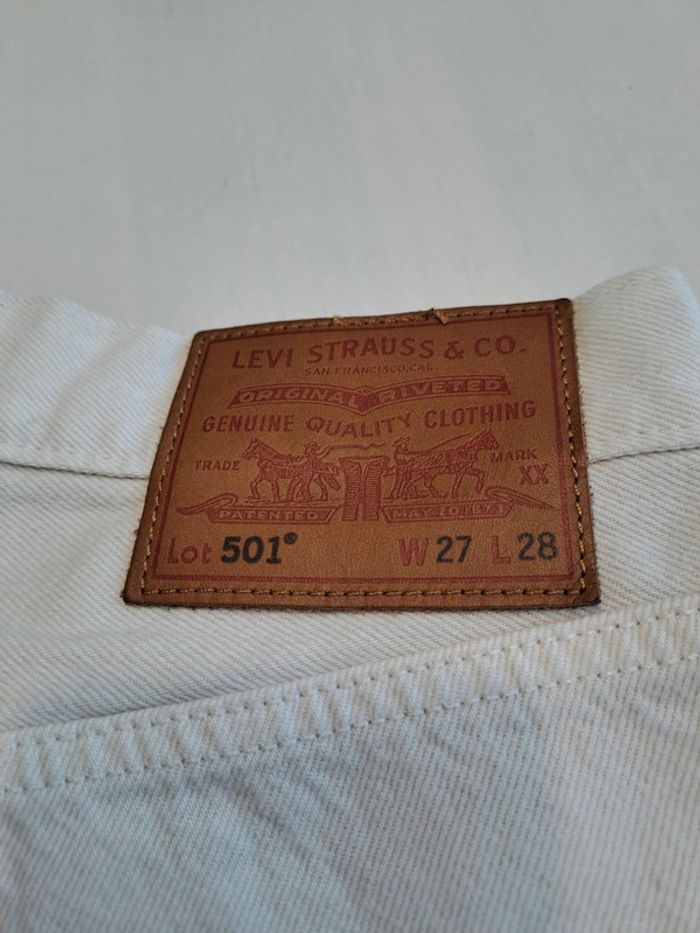 LEVI STRAUSS & CO.
SAN FRANCISCO, CAL.
ORIGINAL RIVETED
GENUINE QUALITY CLOTHING
TRADE MARK
XX
PATENTED MAY 20 1873
Lot 501® W 27 L 28